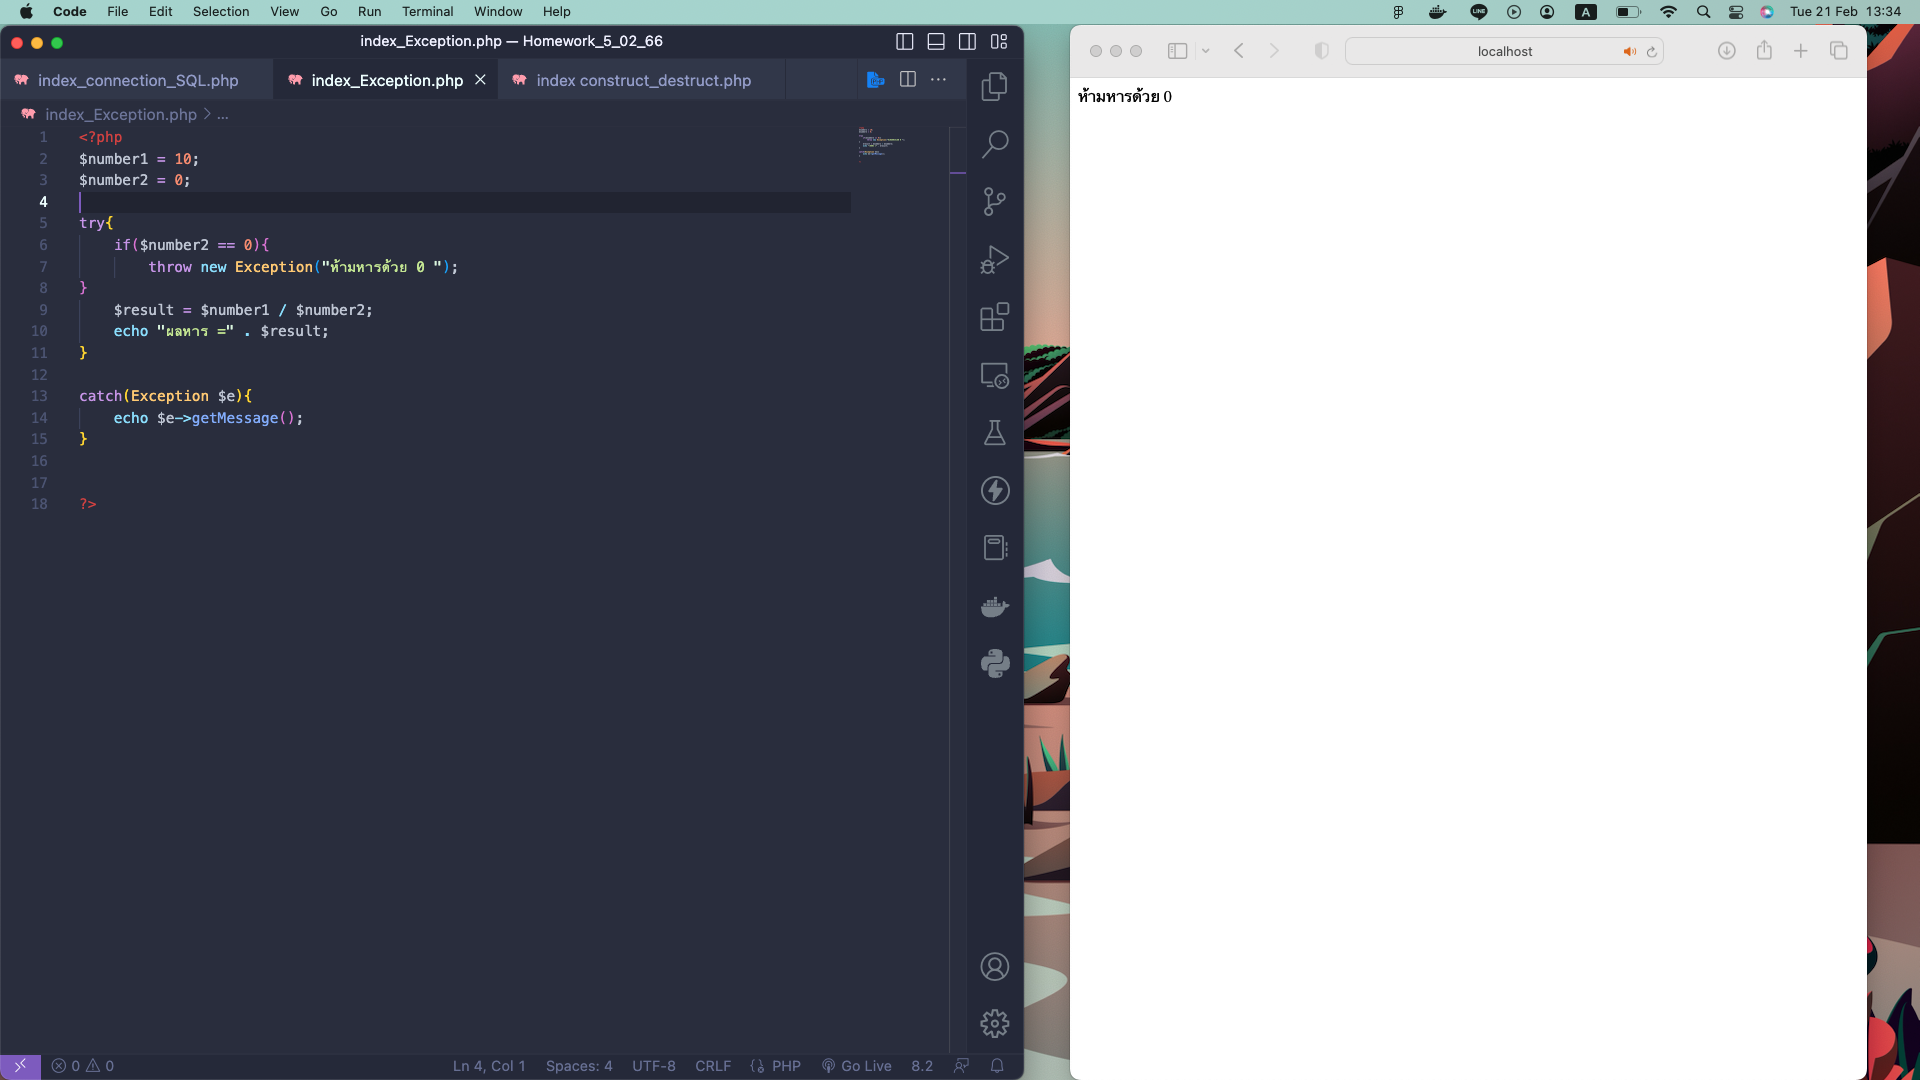 Code File Edit Selection View Go Run Terminal Window Help LINE A Tue 21 Feb 13:34
index_Exception.php — Homework_5_02_66
index_connection_SQL.php index_Exception.php index construct_destruct.php
index_Exception.php > ...
1 <?php
2 $number1 = 10;
3 $number2 = 0;
4
5 try{
6 if($number2 == 0){
7 throw new Exception("ห้ามหารด้วย 0 ");
8 }
9 $result = $number1 / $number2;
10 echo "ผลหาร =" . $result;
11 }
12
13 catch(Exception $e){
14 echo $e->getMessage();
15 }
16
17
18 ?>
0 0 Ln 4, Col 1 Spaces: 4 UTF-8 CRLF PHP Go Live 8.2
localhost
ห้ามหารด้วย 0